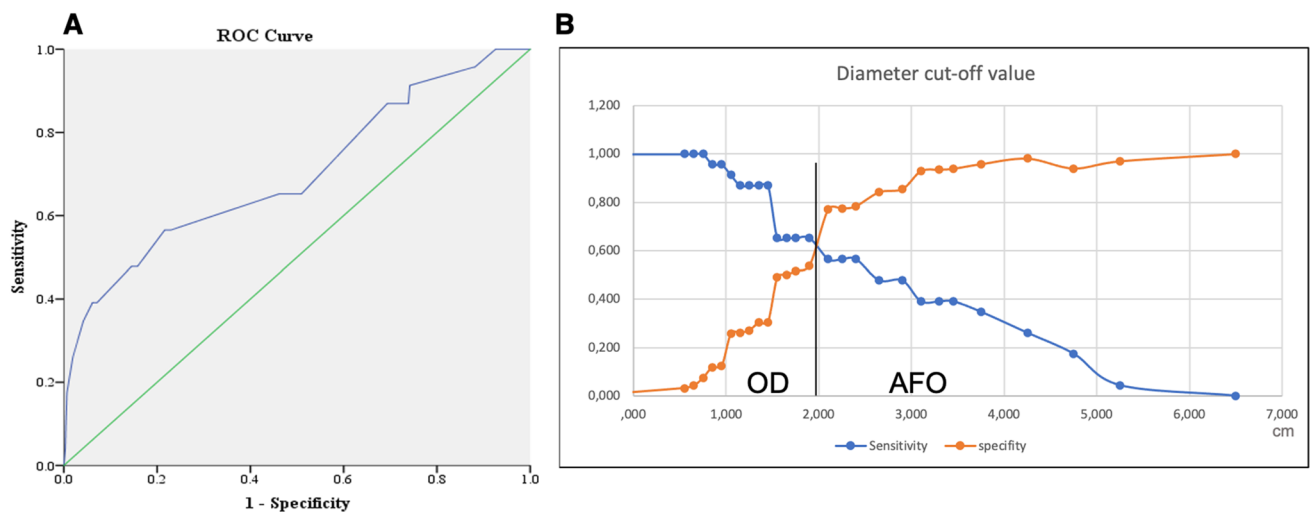 A
ROC Curve
Sensitivity
1.0
0.8
0.6
0.4
0.2
0.0
0.0 0.2 0.4 0.6 0.8 1.0
1 - Specificity
B
Diameter cut-off value
1,200
1,000
0,800
0,600
0,400
0,200
0,000
OD AFO
,000 1,000 2,000 3,000 4,000 5,000 6,000 7,000
cm
Sensitivity specifity